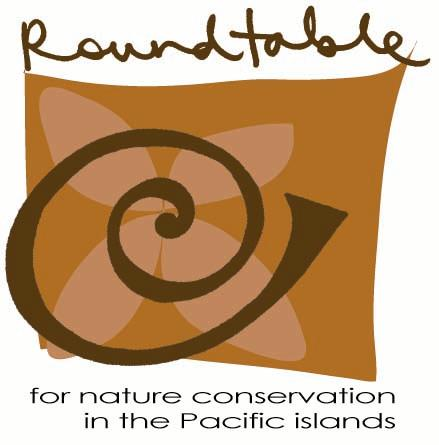 Roundtable
for nature conservation
in the Pacific islands